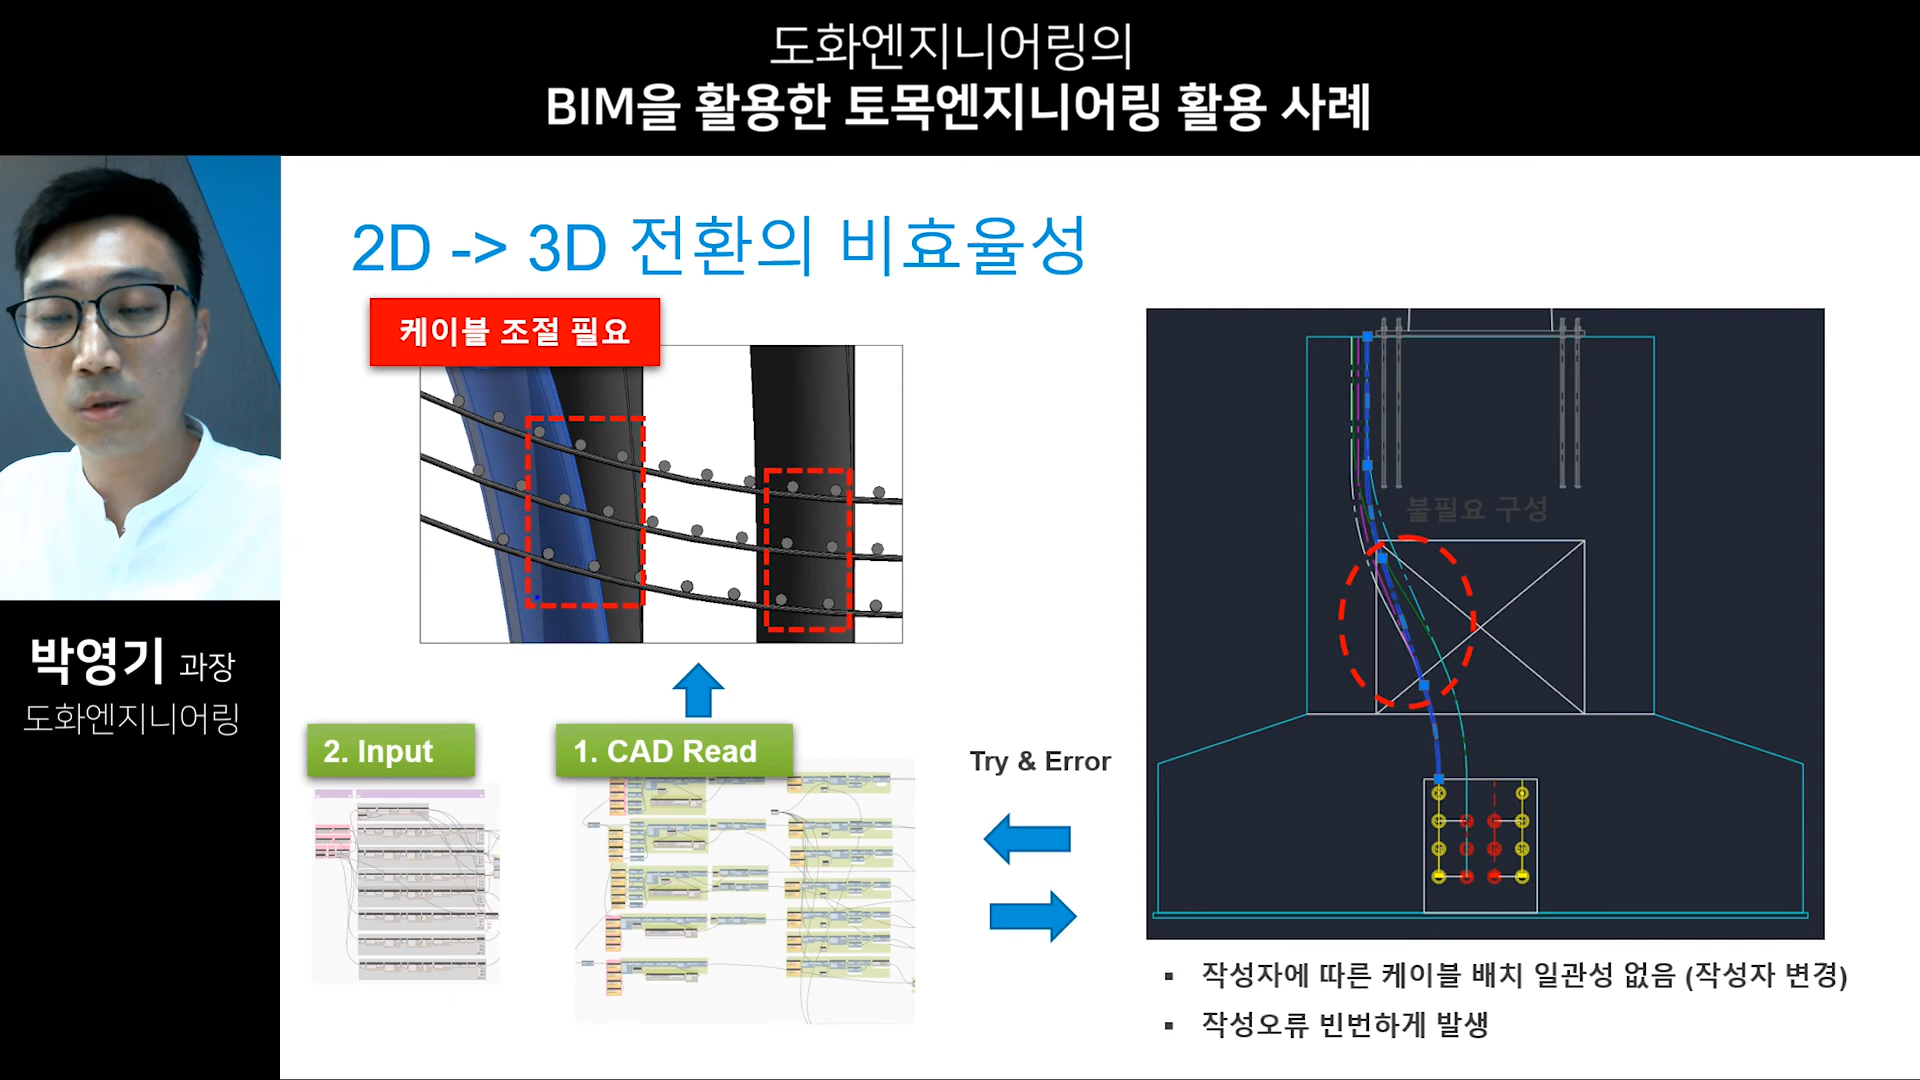 도화엔지니어링의
BIM을 활용한 토목엔지니어링 활용 사례
2D -> 3D 전환의 비효율성
케이블 조절 필요
불필요 구성
박영기 과장
도화엔지니어링
2. Input
1. CAD Read
Try & Error
▪ 작성자에 따른 케이블 배치 일관성 없음 (작성자 변경)
▪ 작성오류 빈번하게 발생